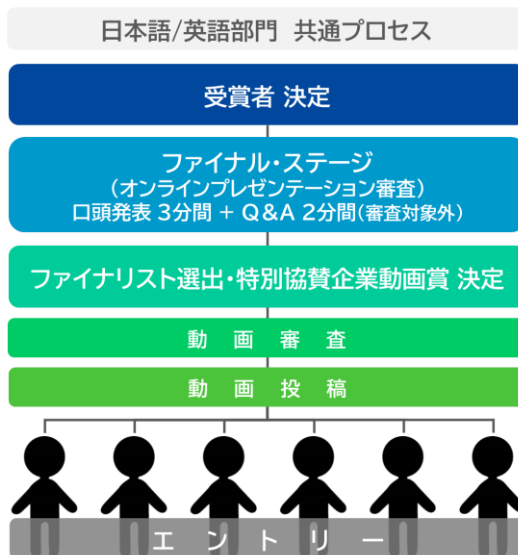 日本語/英語部門 共通プロセス
受賞者 決定
ファイナル・ステージ
(オンラインプレゼンテーション審査)
口頭発表 3分間 + Q&A 2分間(審査対象外)
ファイナリスト選出・特別協賛企業動画賞 決定
動画審査
動画投稿
エントリー